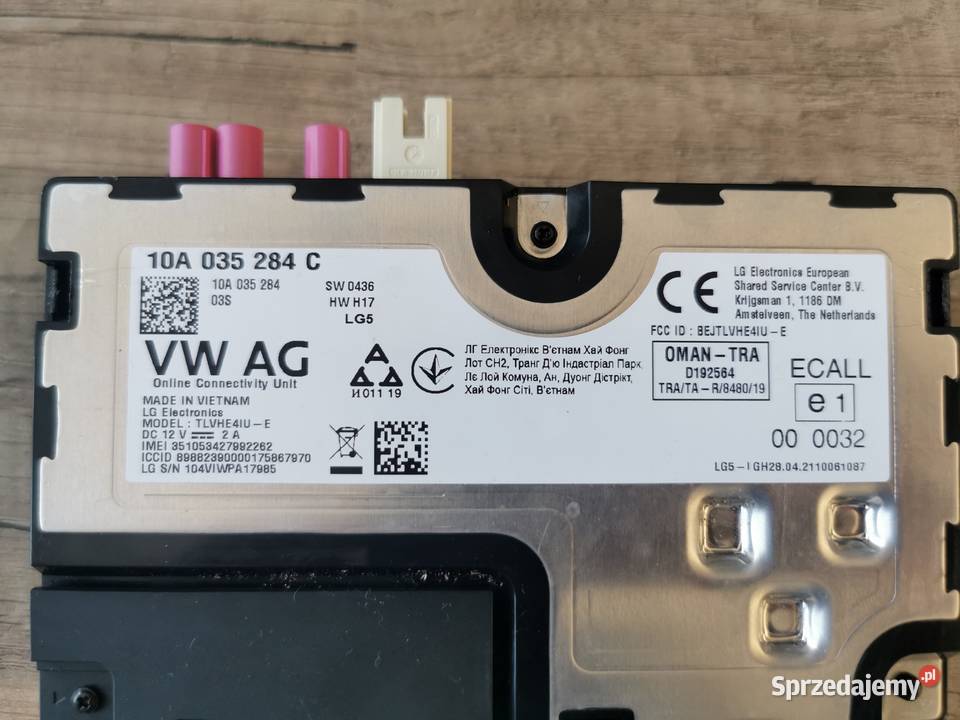 10A 035 284 C
10A 035 284
03S
SW 0436
HW H17
LG5
VW AG
Online Connectivity Unit
MADE IN VIETNAM
LG Electronics
MODEL : TLVHE4IU-E
DC 12 V 2 A
IMEI 351053427992262
ICCID 89882390000175867970
LG S/N 104VIWPA17985
И011 19
ЛГ Електронікс В'єтнам Хай Фонг
Лот СН2, Транг Д'ю Індастріал Парк
Лє Лой Комуна, Ан, Дуонг Дістрікт,
Хай Фонг Сіті, В'єтнам
CE
LG Electronics European
Shared Service Center B.V.
Krijgsman 1, 1186 DM
Amstelveen, The Netherlands
FCC ID : BEJTLVHE4IU-E
OMAN-TRA
D192564
TRA/TA-R/8480/19
ECALL
e1
00 0032
LG5-IGH28.04.2110061087
Sprzedajemy.pl